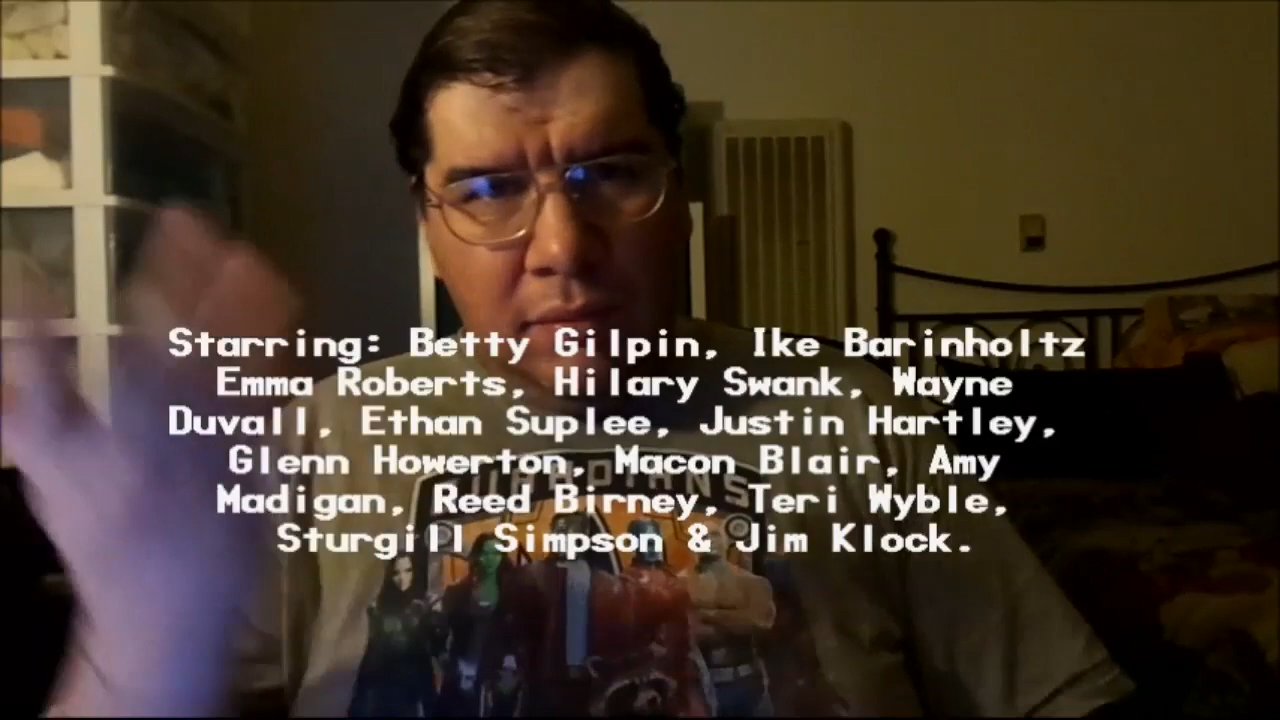 Starring: Betty Gilpin, Ike Barinholtz
Emma Roberts, Hilary Swank, Wayne
Duvall, Ethan Suplee, Justin Hartley,
Glenn Howerton, Macon Blair, Amy
Madigan, Reed Birney, Teri Wyble,
Sturgill Simpson & Jim Klock.
GUARDIANS